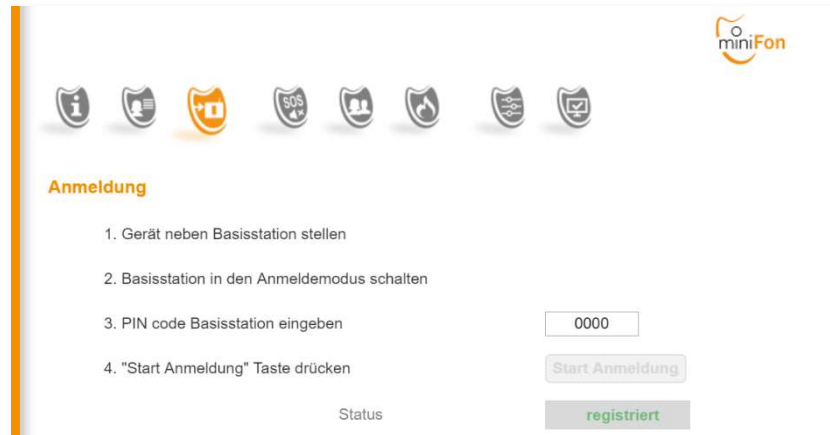 miniFon
SOS
Anmeldung
1. Gerät neben Basisstation stellen
2. Basisstation in den Anmeldemodus schalten
3. PIN code Basisstation eingeben 0000
4. "Start Anmeldung" Taste drücken Start Anmeldung
Status registriert